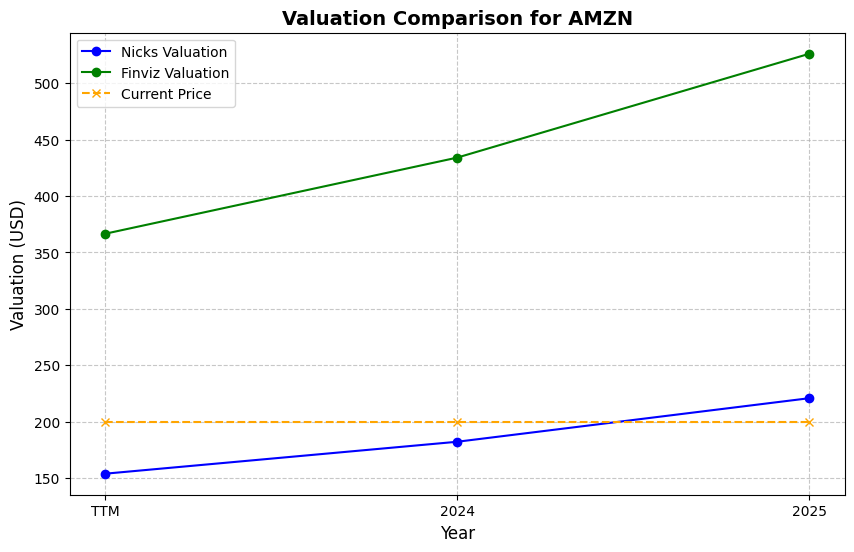 Valuation Comparison for AMZN
Nicks Valuation
Finviz Valuation
Current Price
Valuation (USD)
500
450
400
350
300
250
200
150
TTM
2024
2025
Year